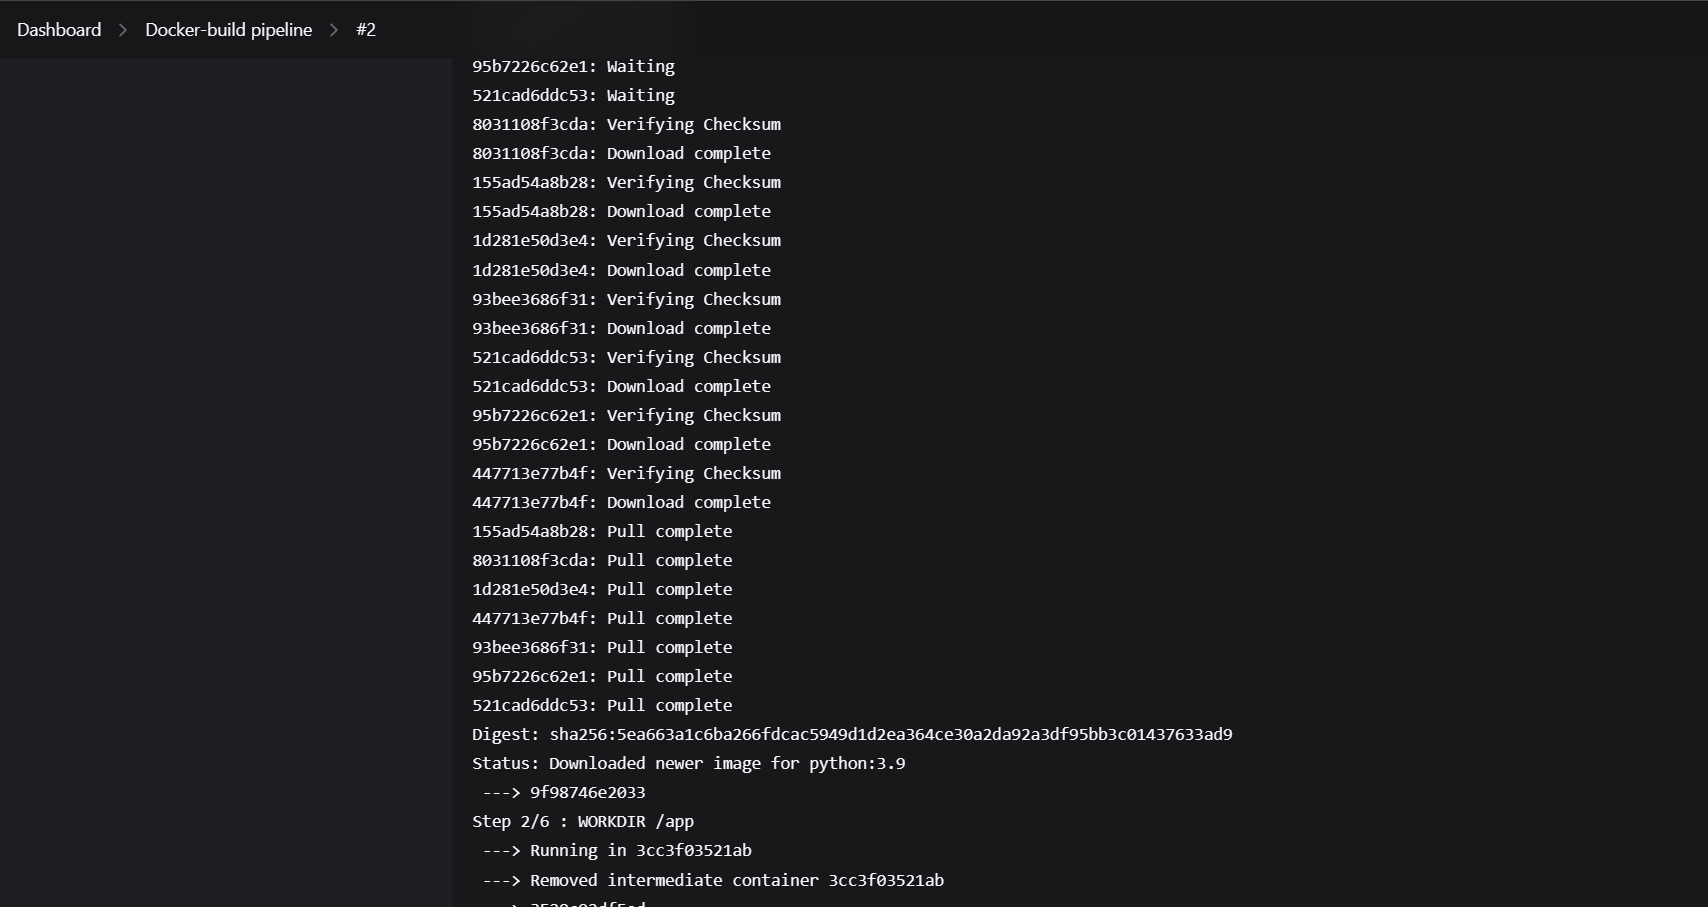 Dashboard > Docker-build pipeline > #2
95b7226c62e1: Waiting
521cad6ddc53: Waiting
8031108f3cda: Verifying Checksum
8031108f3cda: Download complete
155ad54a8b28: Verifying Checksum
155ad54a8b28: Download complete
1d281e50d3e4: Verifying Checksum
1d281e50d3e4: Download complete
93bee3686f31: Verifying Checksum
93bee3686f31: Download complete
521cad6ddc53: Verifying Checksum
521cad6ddc53: Download complete
95b7226c62e1: Verifying Checksum
95b7226c62e1: Download complete
447713e77b4f: Verifying Checksum
447713e77b4f: Download complete
155ad54a8b28: Pull complete
8031108f3cda: Pull complete
1d281e50d3e4: Pull complete
447713e77b4f: Pull complete
93bee3686f31: Pull complete
95b7226c62e1: Pull complete
521cad6ddc53: Pull complete
Digest: sha256:5ea663a1c6ba266fdcac5949d1d2ea364ce30a2da92a3df95bb3c01437633ad9
Status: Downloaded newer image for python:3.9
---> 9f98746e2033
Step 2/6 : WORKDIR /app
---> Running in 3cc3f03521ab
---> Removed intermediate container 3cc3f03521ab